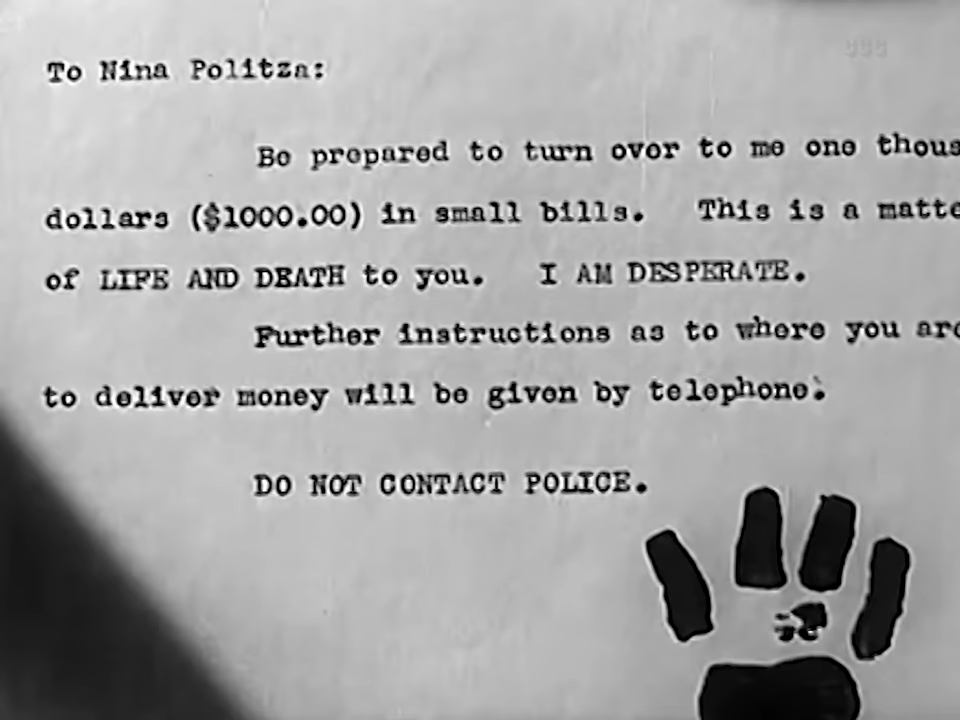 To Nina Politza:
Be prepared to turn over to me one thous
dollars ($1000.00) in small bills. This is a matte
of LIFE AND DEATH to you. I AM DESPERATE.
Further instructions as to where you are
to deliver money will be given by telephone.
DO NOT CONTACT POLICE.